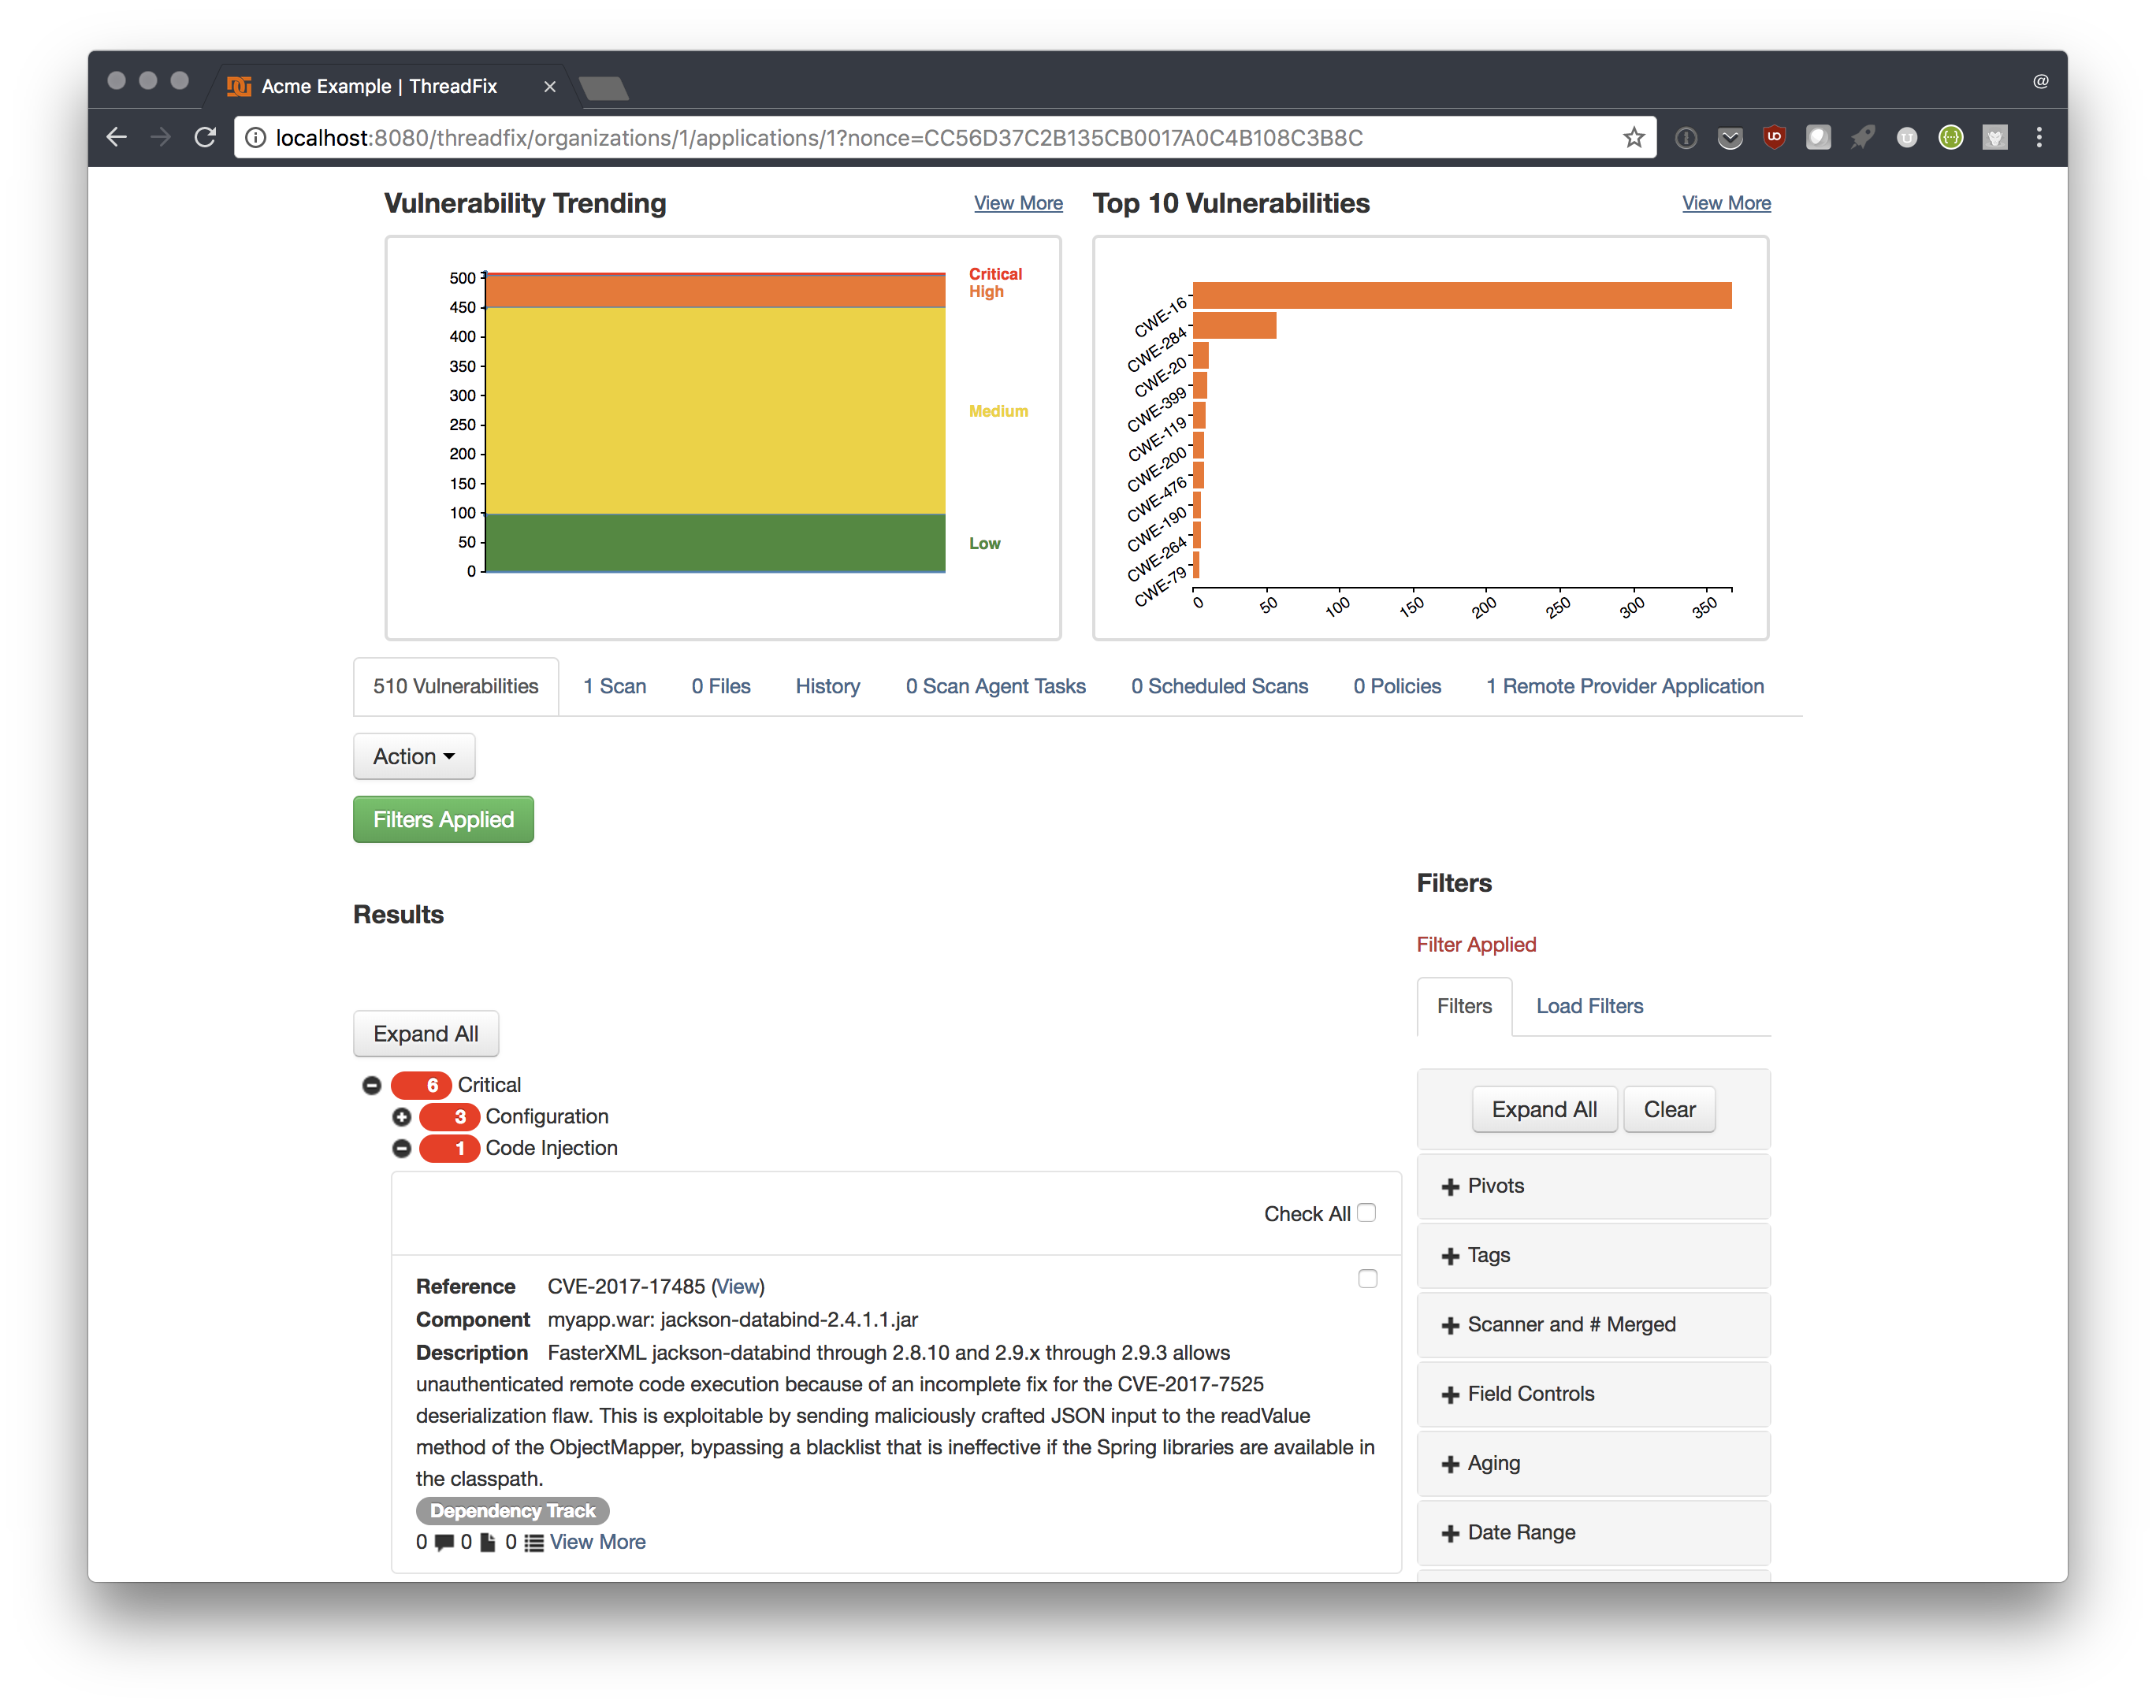 Acme Example | ThreadFix
@
localhost:8080/threadfix/organizations/1/applications/1?nonce=CC56D37C2B135CB0017A0C4B108C3B8C
Vulnerability Trending
View More
500
450
400
350
300
250
200
150
100
50
0
Critical
High
Medium
Low
Top 10 Vulnerabilities
View More
CWE-16
CWE-284
CWE-20
CWE-399
CWE-119
CWE-200
CWE-476
CWE-190
CWE-264
CWE-79
0 50 100 150 200 250 300 350
510 Vulnerabilities 1 Scan 0 Files History 0 Scan Agent Tasks 0 Scheduled Scans 0 Policies 1 Remote Provider Application
Action
Filters Applied
Results
Expand All
6 Critical
3 Configuration
1 Code Injection
Check All
Reference CVE-2017-17485 (View)
Component myapp.war: jackson-databind-2.4.1.1.jar
Description FasterXML jackson-databind through 2.8.10 and 2.9.x through 2.9.3 allows
unauthenticated remote code execution because of an incomplete fix for the CVE-2017-7525
deserialization flaw. This is exploitable by sending maliciously crafted JSON input to the readValue
method of the ObjectMapper, bypassing a blacklist that is ineffective if the Spring libraries are available in
the classpath.
Dependency Track
0 0 0 View More
Filters
Filter Applied
Filters Load Filters
Expand All Clear
Pivots
Tags
Scanner and # Merged
Field Controls
Aging
Date Range